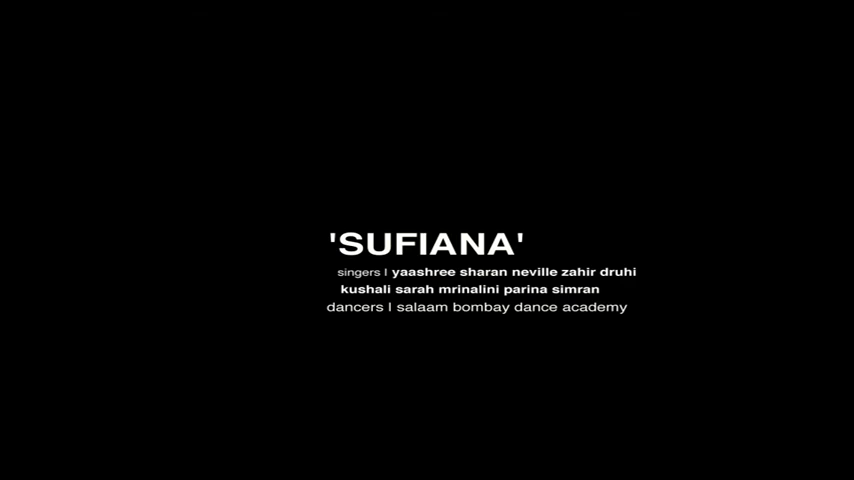 'SUFIANA'
singers | yaashree sharan neville zahir druhi
kushali sarah mrinalini parina simran
dancers | salaam bombay dance academy